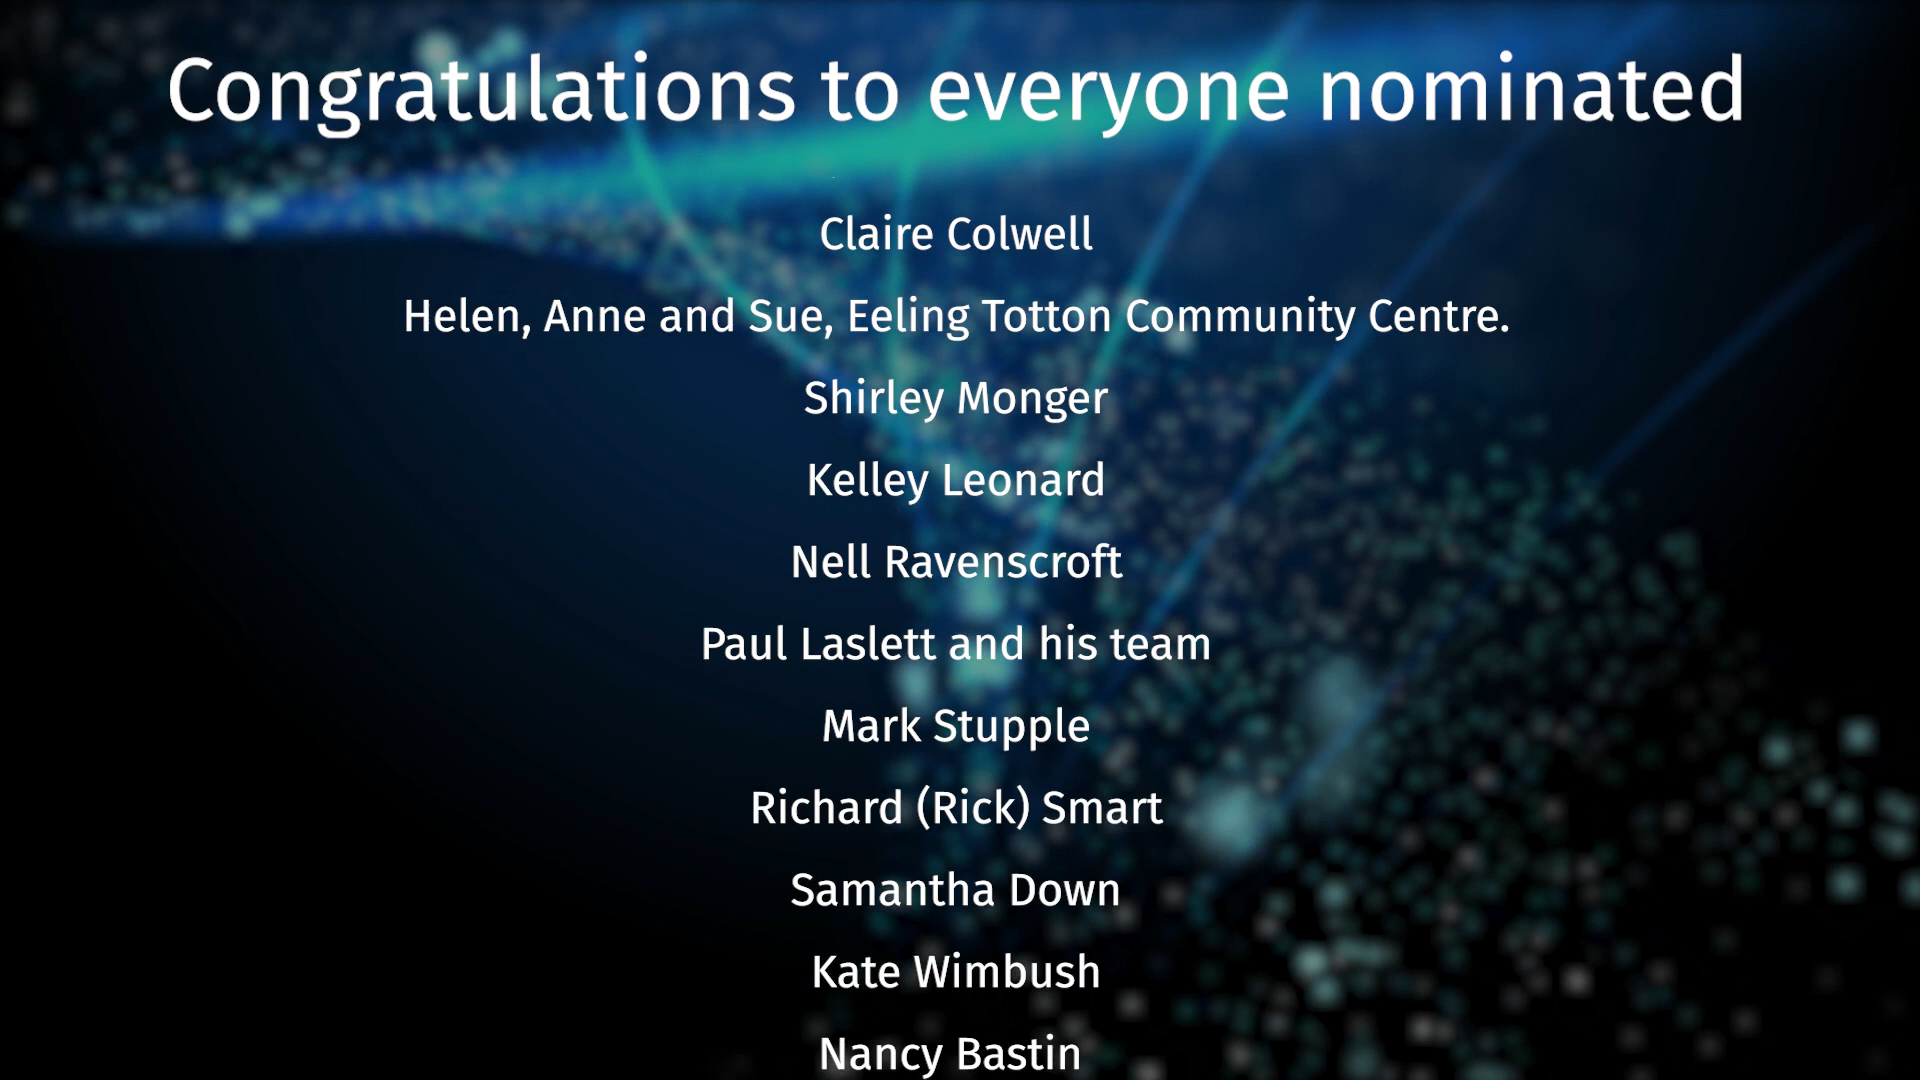 Congratulations to everyone nominated
Claire Colwell
Helen, Anne and Sue, Eeling Totton Community Centre.
Shirley Monger
Kelley Leonard
Nell Ravenscroft
Paul Laslett and his team
Mark Stupple
Richard (Rick) Smart
Samantha Down
Kate Wimbush
Nancy Bastin